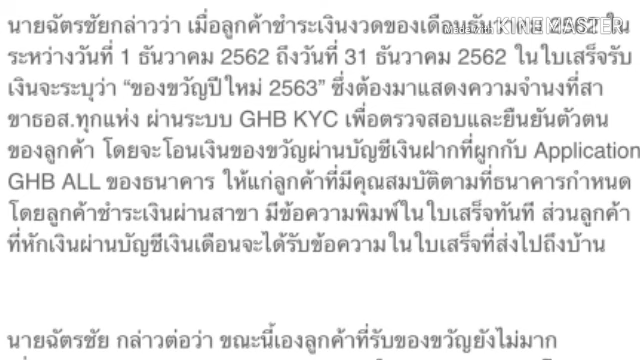 นายฉัตรชัยกล่าวว่า เมื่อลูกค้าชำระเงินงวดของเดือนธันวาคม 2562 ใน
ระหว่างวันที่ 1 ธันวาคม 2562 ถึงวันที่ 31 ธันวาคม 2562 ในใบเสร็จรับ
เงินจะระบุว่า “ของขวัญปีใหม่ 2563” ซึ่งต้องมาแสดงความจำนงที่สา
ขาธอส.ทุกแห่ง ผ่านระบบ GHB KYC เพื่อตรวจสอบและยืนยันตัวตน
ของลูกค้า โดยจะโอนเงินของขวัญผ่านบัญชีเงินฝากที่ผูกกับ Application
GHB ALL ของธนาคาร ให้แก่ลูกค้าที่มีคุณสมบัติตามที่ธนาคารกำหนด
โดยลูกค้าชำระเงินผ่านสาขา มีข้อความพิมพ์ในใบเสร็จทันที ส่วนลูกค้า
ที่หักเงินผ่านบัญชีเงินเดือนจะได้รับข้อความในใบเสร็จที่ส่งไปถึงบ้าน
นายฉัตรชัย กล่าวต่อว่า ขณะนี้เองลูกค้าที่รับของขวัญยังไม่มาก